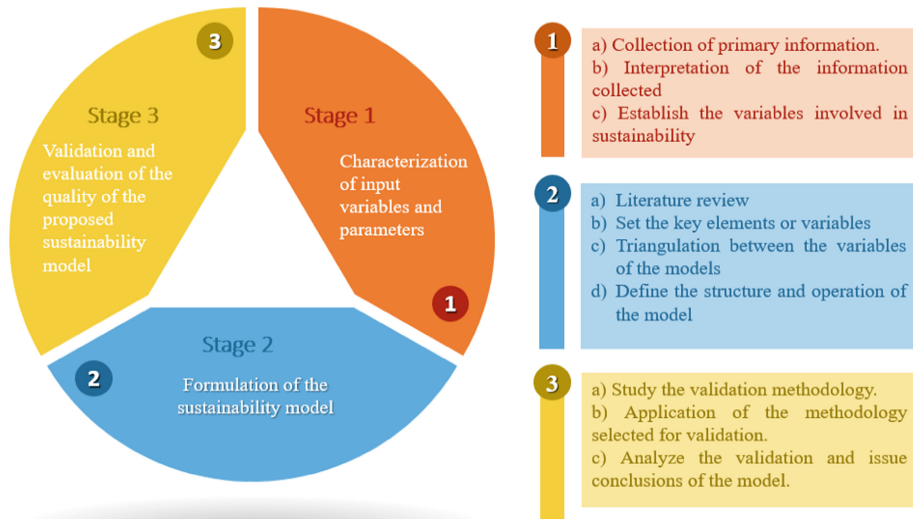 3
Stage 3
Validation and
evaluation of the
quality of the
proposed
sustainability
model
Stage 1
Characterization
of input
variables and
parameters
1
Stage 2
2
Formulation of the
sustainability model
1
a) Collection of primary information.
b) Interpretation of the information
collected
c) Establish the variables involved in
sustainability
2
a) Literature review
b) Set the key elements or variables
c) Triangulation between the variables
of the models
d) Define the structure and operation of
the model
3
a) Study the validation methodology.
b) Application of the methodology
selected for validation.
c) Analyze the validation and issue
conclusions of the model.